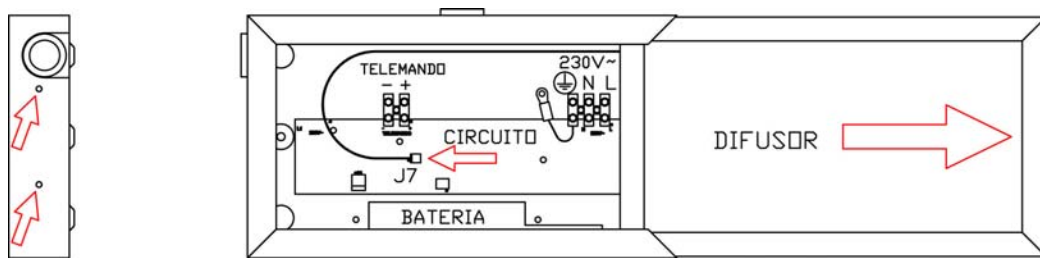 TELEMANDO
- +
230V~
N L
CIRCUITO
J7
BATERIA
DIFUSOR